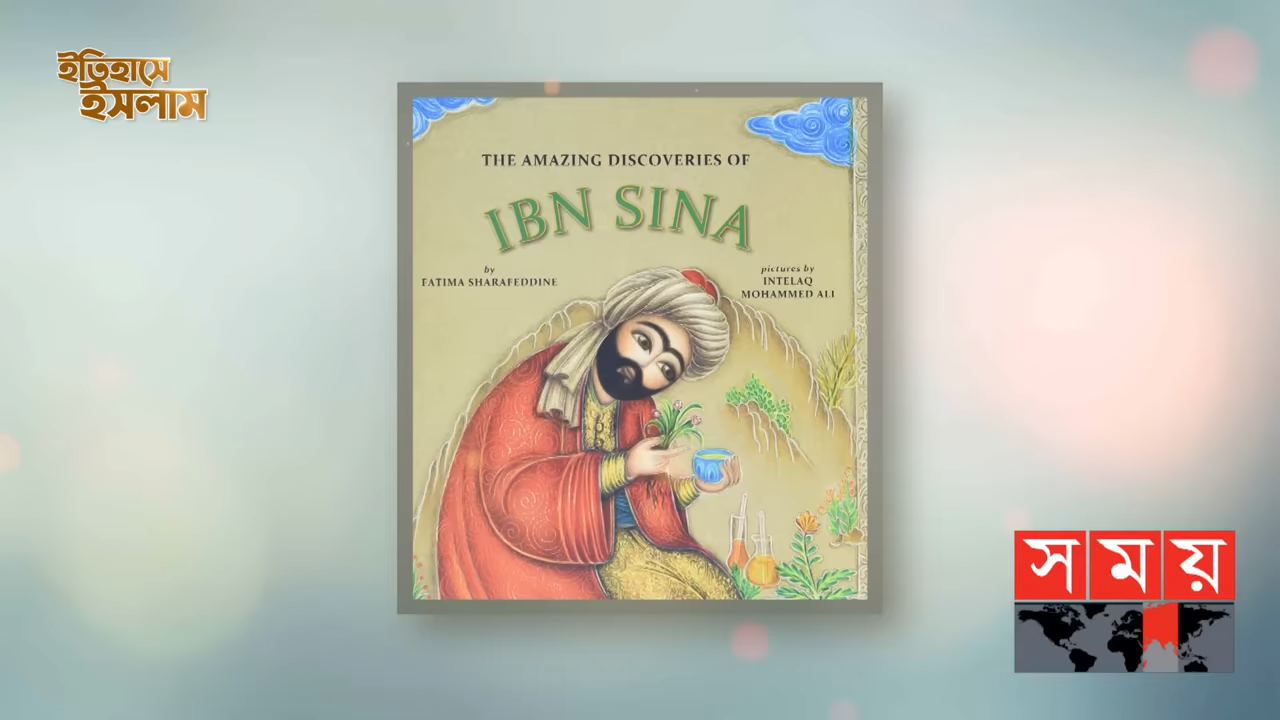 ইতিহাসে
ইসলাম
THE AMAZING DISCOVERIES OF
IBN SINA
by
FATIMA SHARAFEDDINE
pictures by
INTELAQ
MOHAMMED ALI
সময়